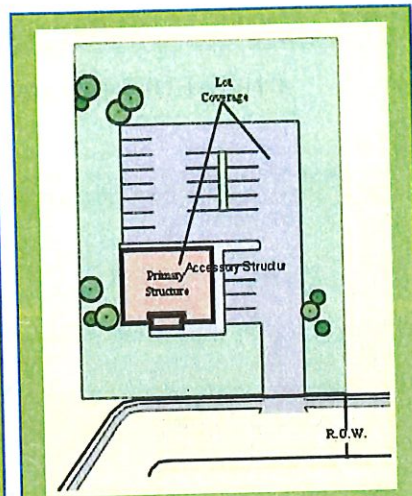 Lot
Coverage
Accessory Structu
Primary
Structure
R.O.W.